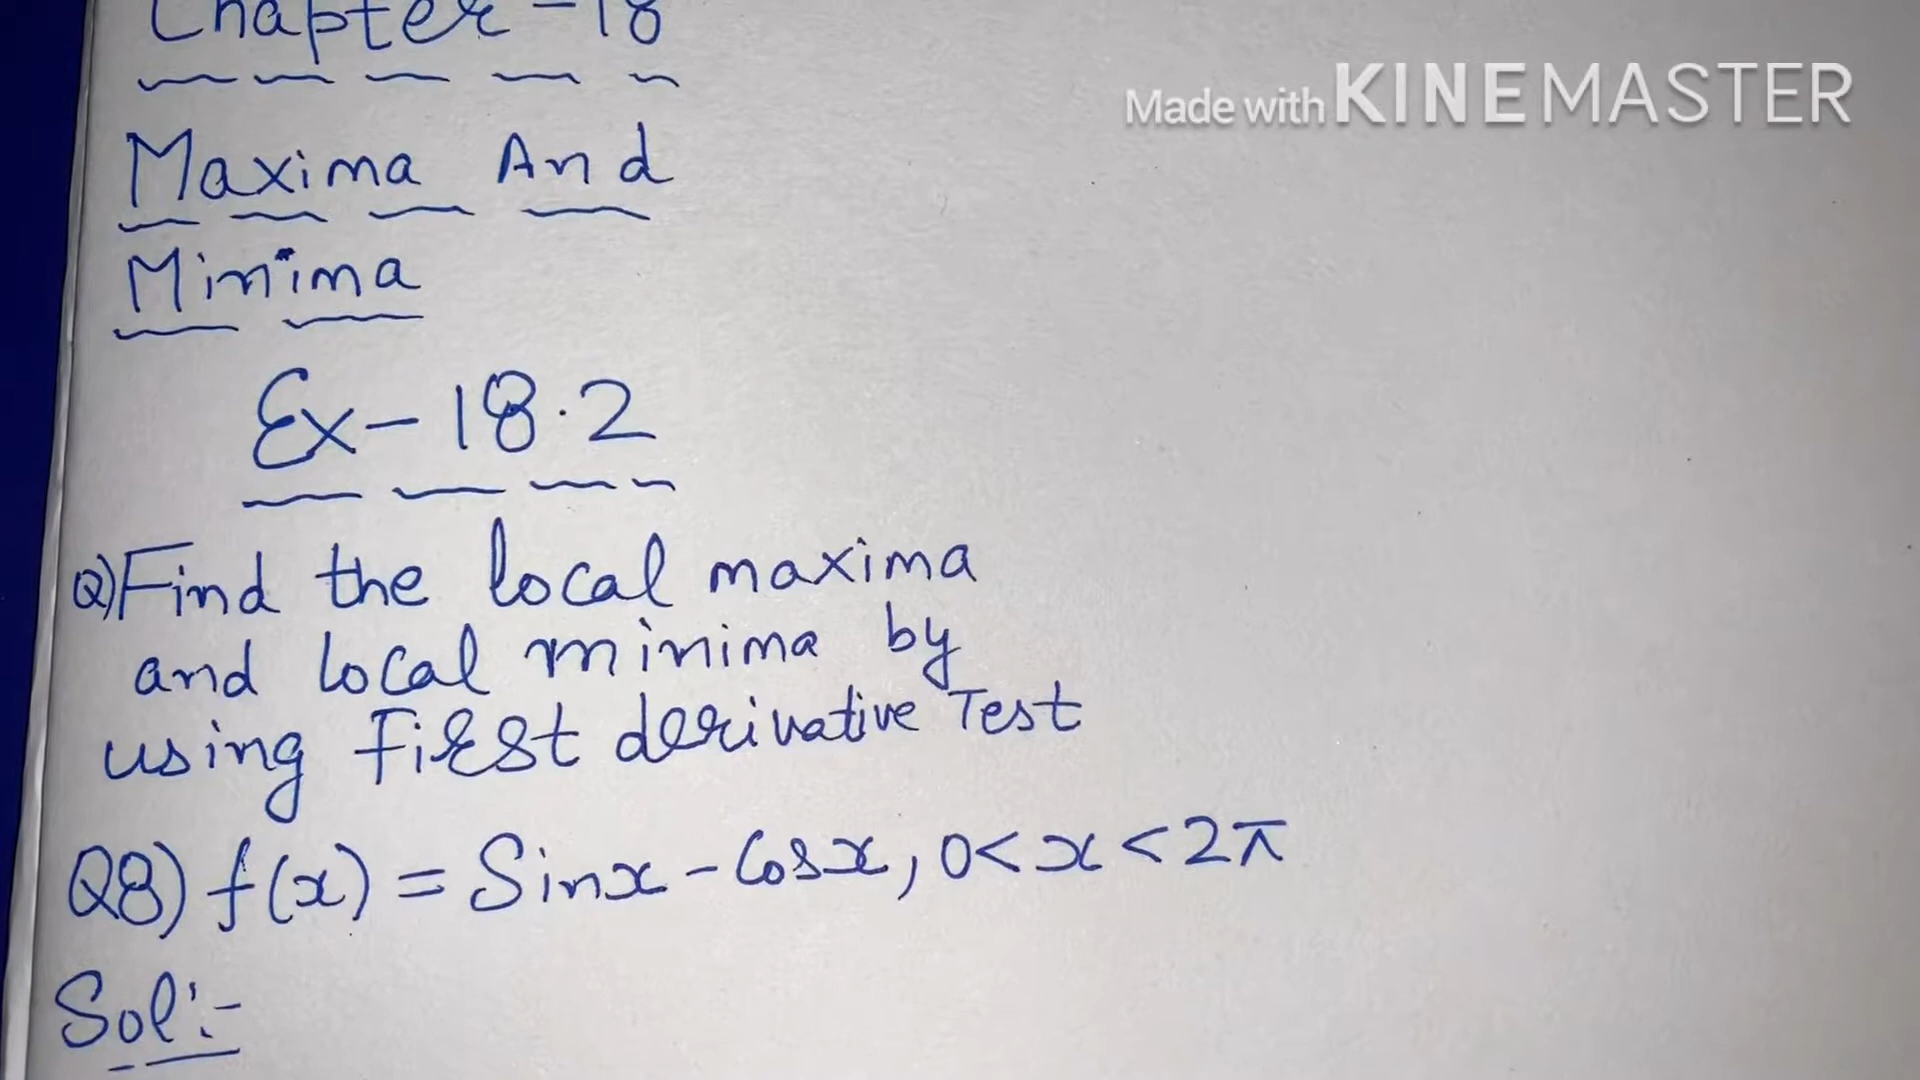 Chapter - 18
Made with KINEMASTER
Maxima And
Minima
Ex - 18.2
Q) Find the local maxima
and local minima by
using First derivative Test
Q8) f(x) = Sinx - Cosx, 0 < x < 2π
Sol:-